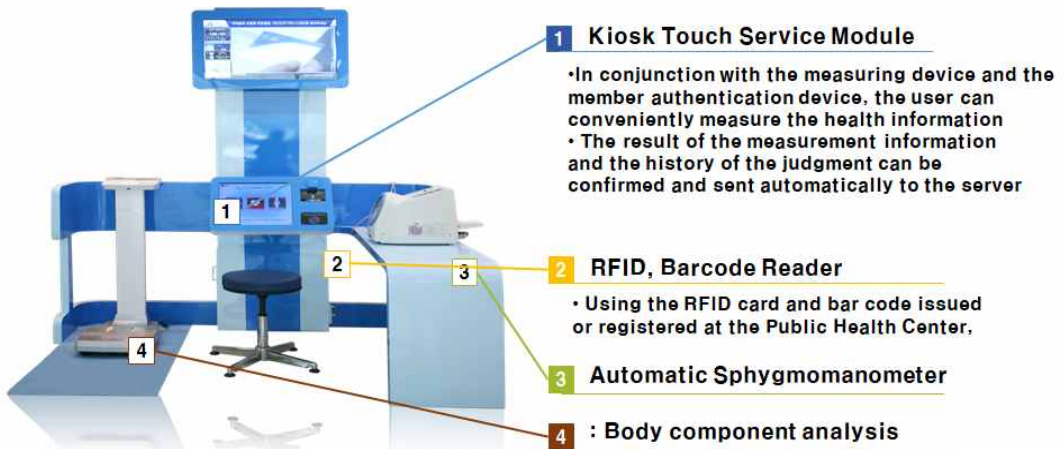 1 Kiosk Touch Service Module
•In conjunction with the measuring device and the
member authentication device, the user can
conveniently measure the health information
• The result of the measurement information
and the history of the judgment can be
confirmed and sent automatically to the server
1
2
3
4
2 RFID, Barcode Reader
• Using the RFID card and bar code issued
or registered at the Public Health Center,
3 Automatic Sphygmomanometer
4 : Body component analysis